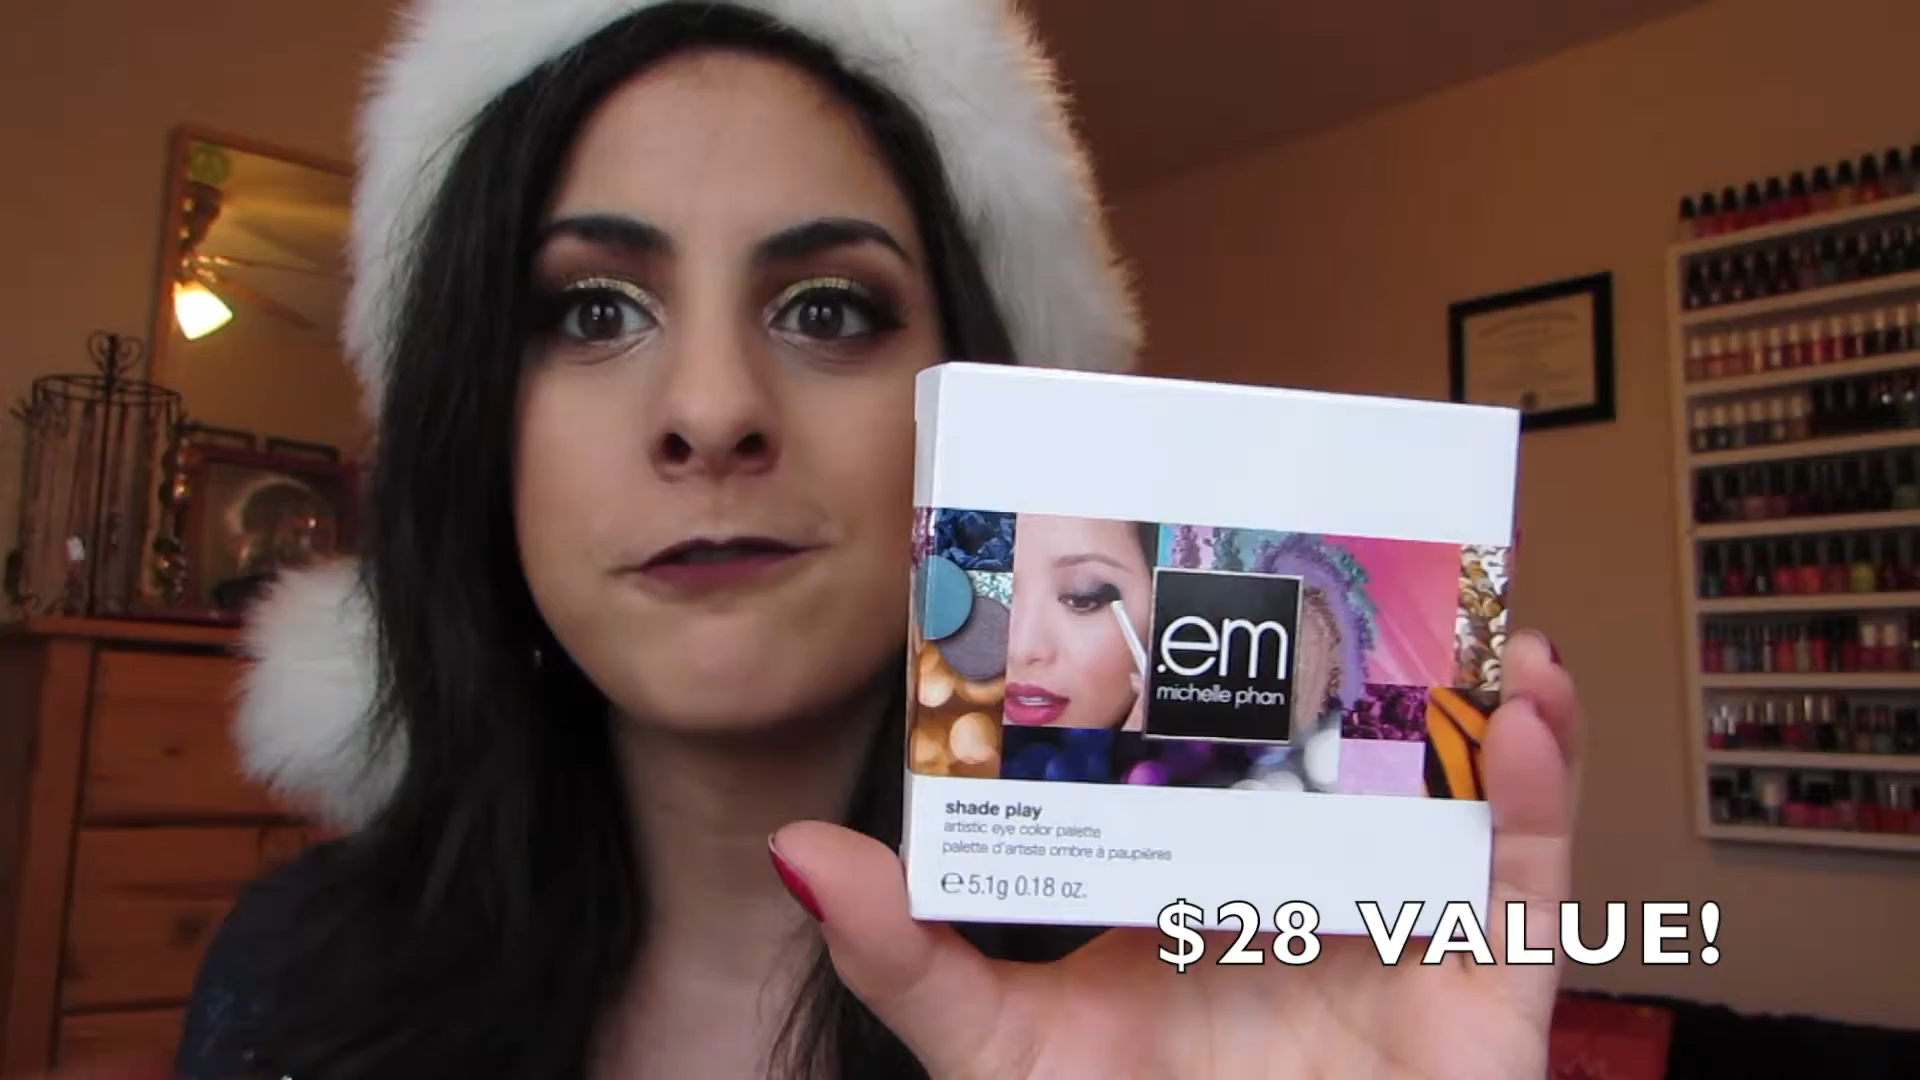 .em
michelle phan
shade play
artistic eye color palette
palette d'artiste ombre à paupières
e 5.1g 0.18 oz.
$28 VALUE!